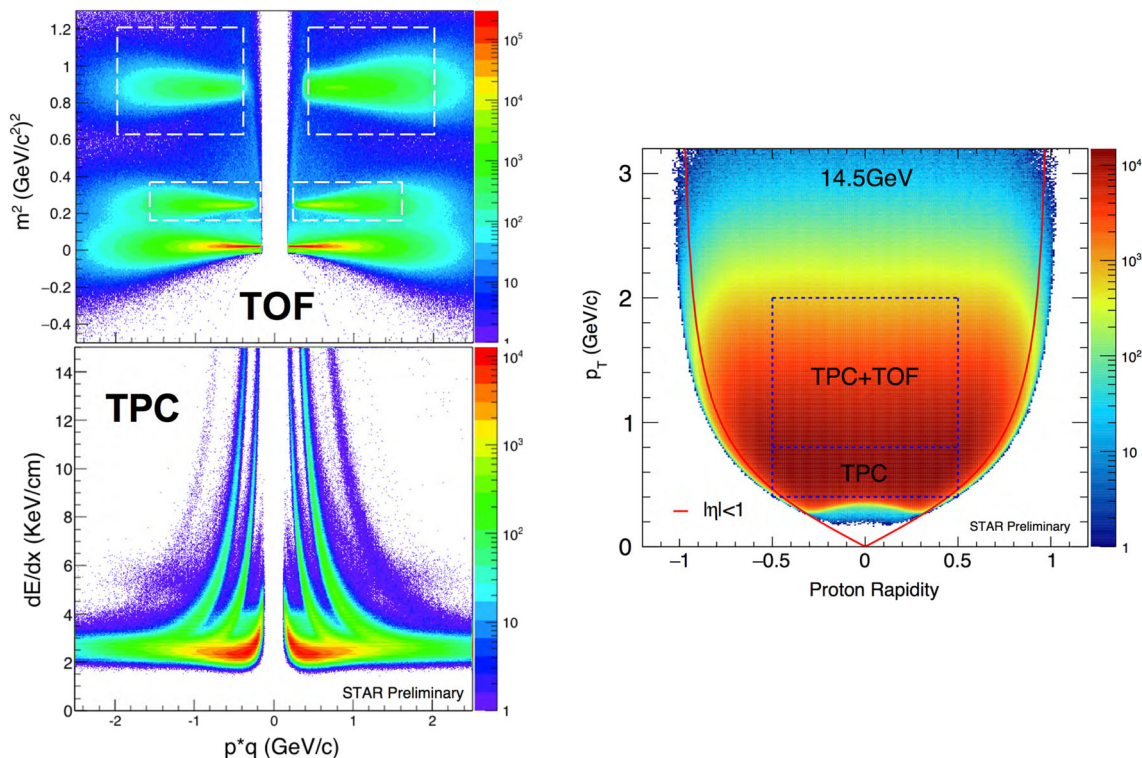 m² (GeV/c²)²
1.2
1
0.8
0.6
0.4
0.2
0
−0.2
−0.4
TOF
10⁵
10⁴
10³
10²
10
1
dE/dx (KeV/cm)
14
12
10
8
6
4
2
0
TPC
STAR Preliminary
10⁴
10³
10²
10
1
-2 -1 0 1 2
p*q (GeV/c)
p_T (GeV/c)
3
2
1
0
14.5GeV
TPC+TOF
TPC
|η|<1
STAR Preliminary
10⁴
10³
10²
10
1
−1 −0.5 0 0.5 1
Proton Rapidity